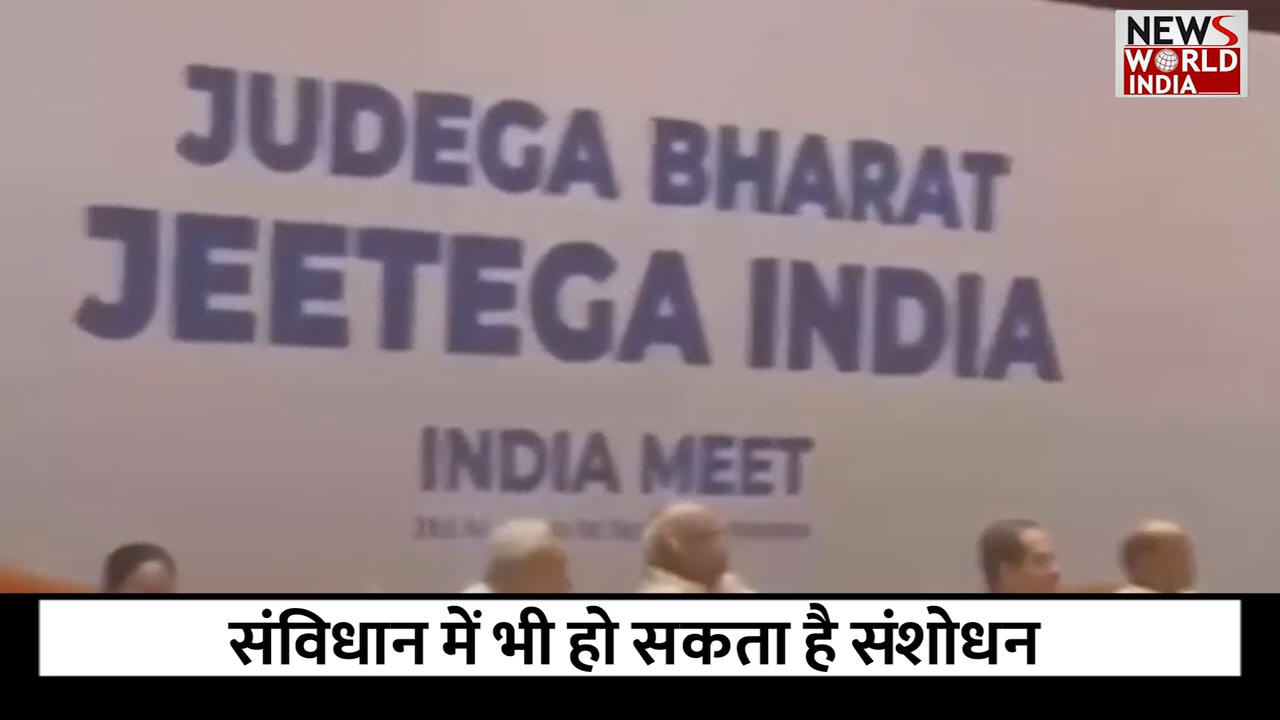 NEWS
WORLD
INDIA
JUDEGA BHARAT
JEETEGA INDIA
INDIA MEET
संविधान में भी हो सकता है संशोधन